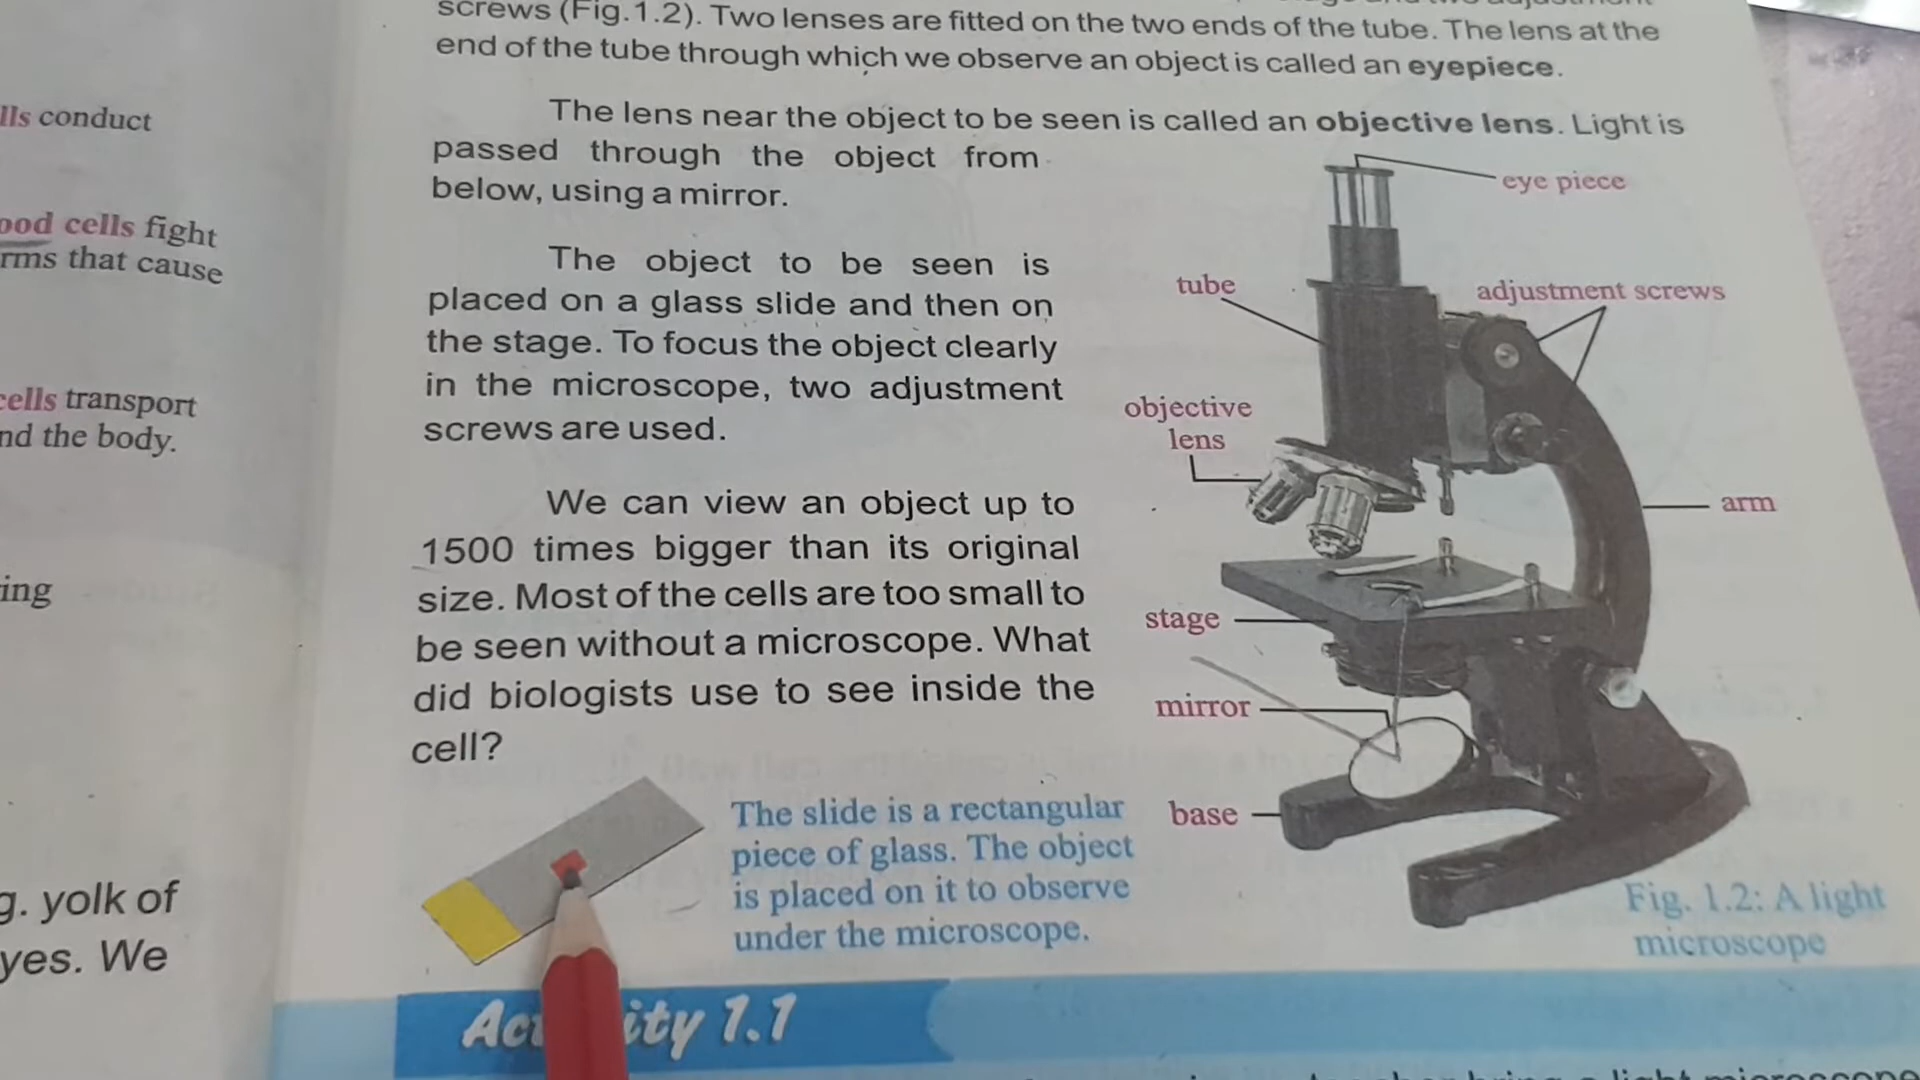 screws (Fig.1.2). Two lenses are fitted on the two ends of the tube. The lens at the
end of the tube through which we observe an object is called an eyepiece.
The lens near the object to be seen is called an objective lens. Light is
passed through the object from
below, using a mirror.
The object to be seen is
placed on a glass slide and then on
the stage. To focus the object clearly
in the microscope, two adjustment
screws are used.
We can view an object up to
1500 times bigger than its original
size. Most of the cells are too small to
be seen without a microscope. What
did biologists use to see inside the
cell?
eye piece
tube
adjustment screws
objective
lens
arm
stage
mirror
base
The slide is a rectangular
piece of glass. The object
is placed on it to observe
under the microscope.
Fig. 1.2: A light
microscope
1.1
lls conduct
cells fight
that cause
cells transport
the body.
ing
g. yolk of
yes. We